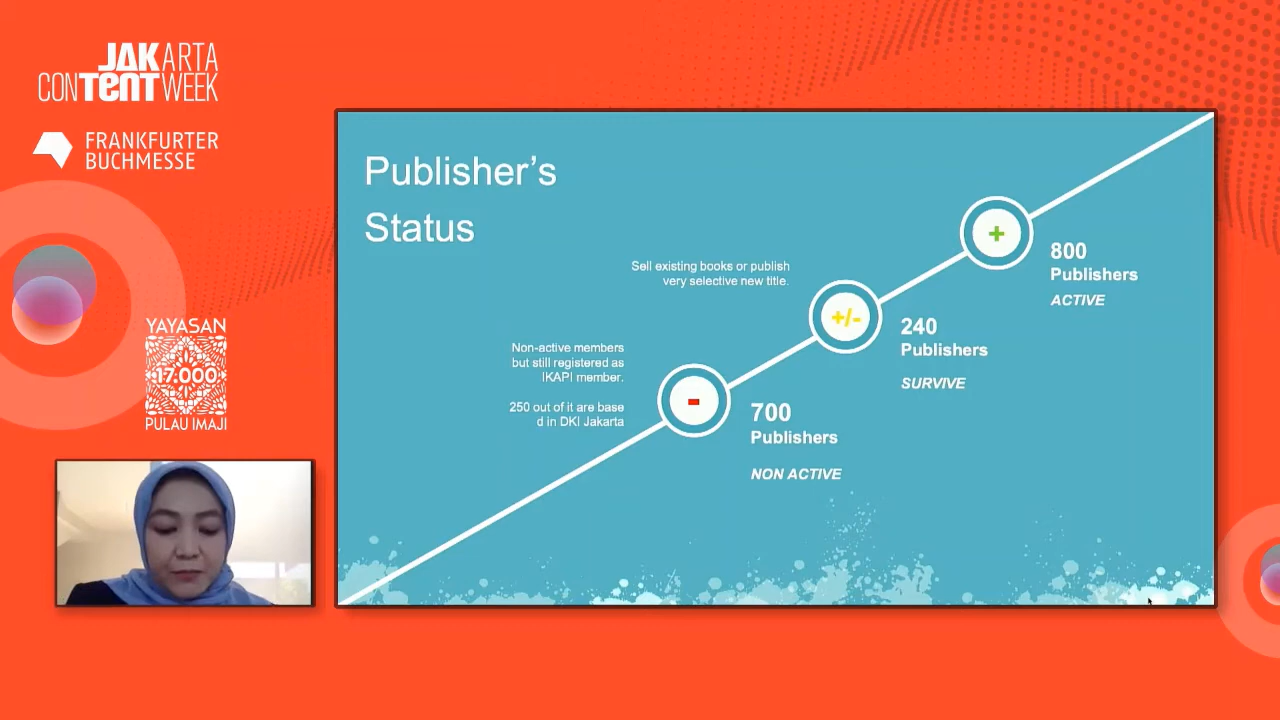 JAKARTA
CONTENT WEEK
FRANKFURTER
BUCHMESSE
YAYASAN
17.000
PULAU IMAJI
Publisher's
Status
Sell existing books or publish
very selective new title.
Non-active members
but still registered as
IKAPI member.
250 out of it are base
d in DKI Jakarta
+
800
Publishers
ACTIVE
+/-
240
Publishers
SURVIVE
-
700
Publishers
NON ACTIVE